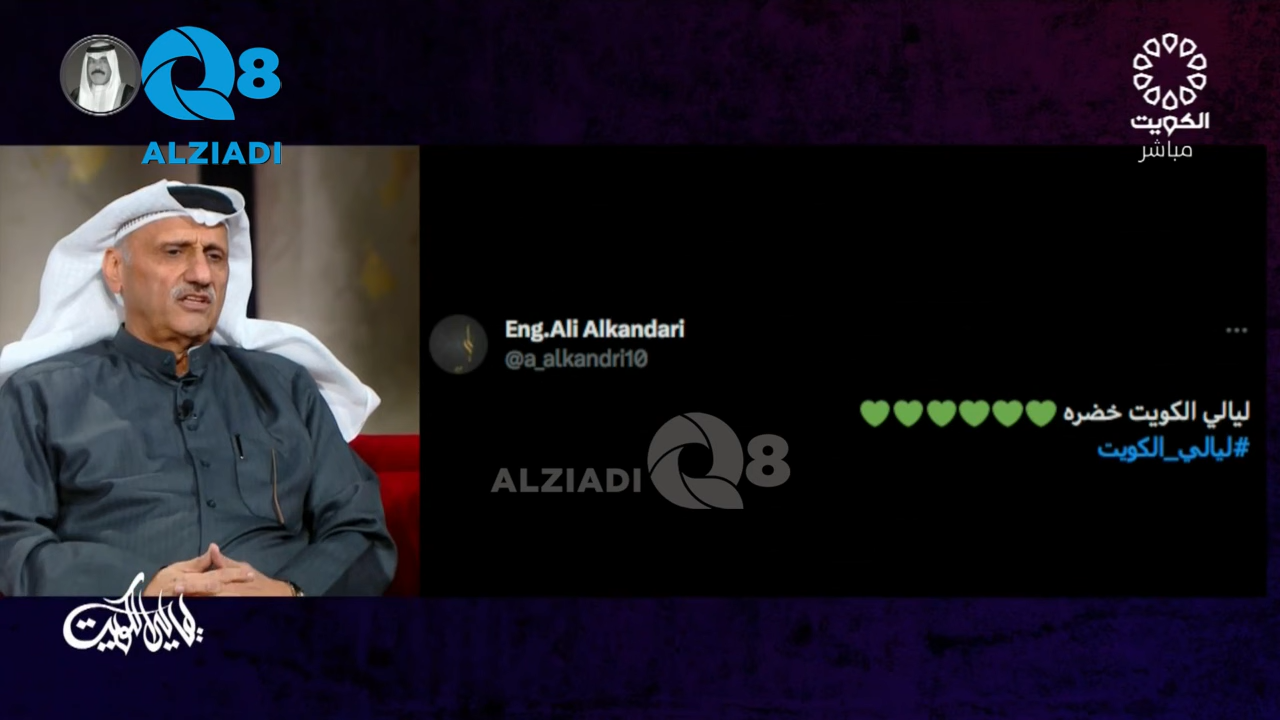 Q8
ALZIADI
الكويت
مباشر
Eng.Ali Alkandari
@a_alkandri10
ليالي الكويت خضره 💚💚💚💚💚💚
#ليالي_الكويت
ALZIADI Q8
ليالي الكويت